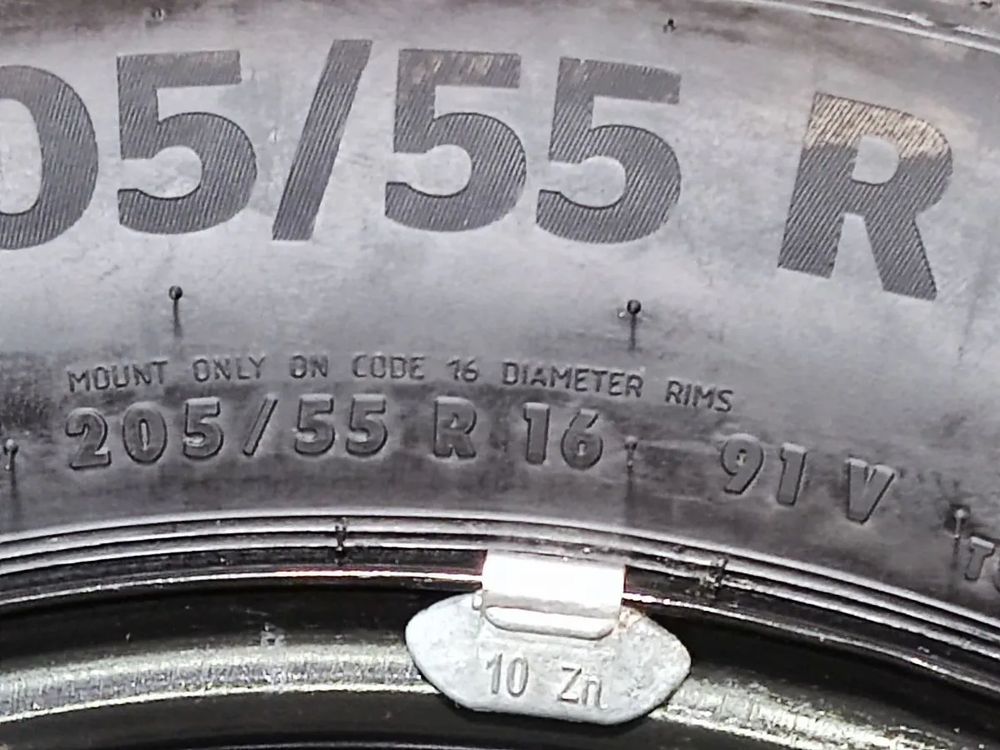 05/55 R
MOUNT ONLY ON CODE 16 DIAMETER RIMS
205/55 R 16 91 V
10 Zn